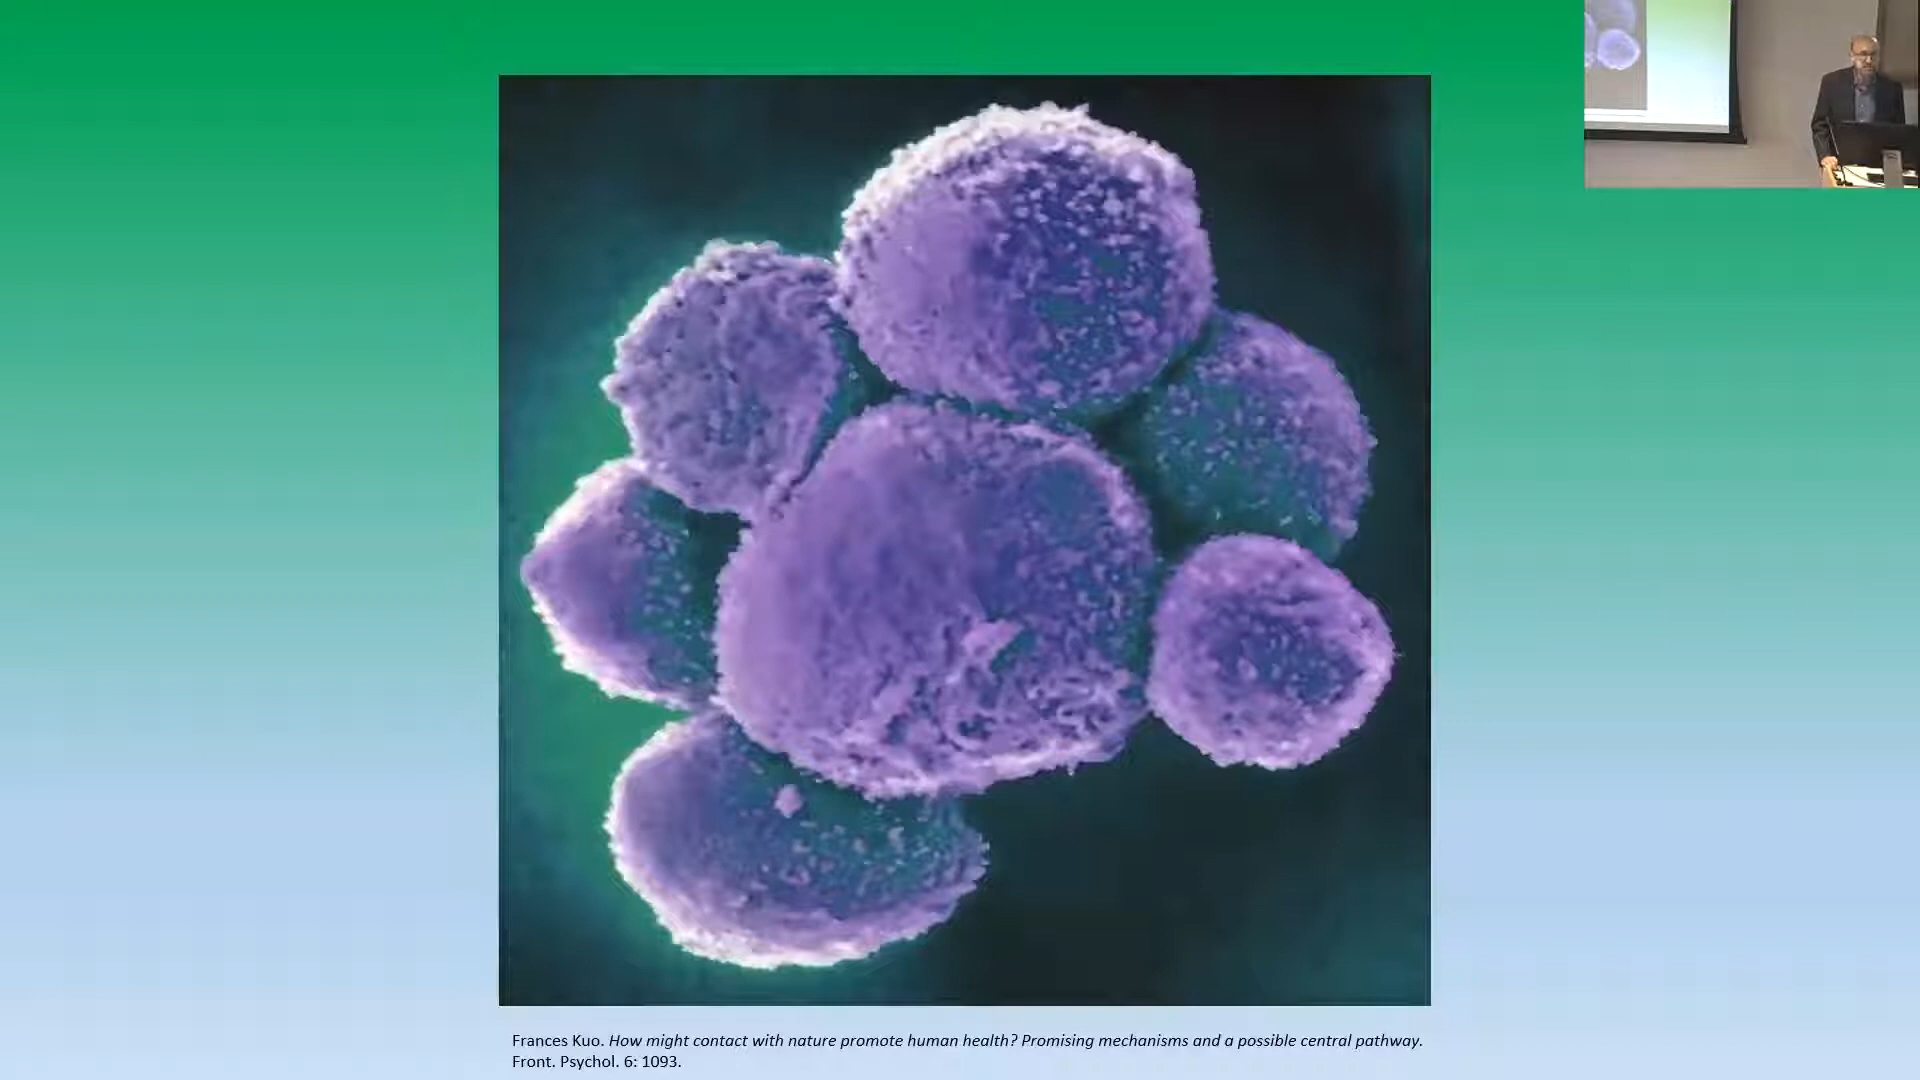 Frances Kuo. How might contact with nature promote human health? Promising mechanisms and a possible central pathway.
Front. Psychol. 6: 1093.